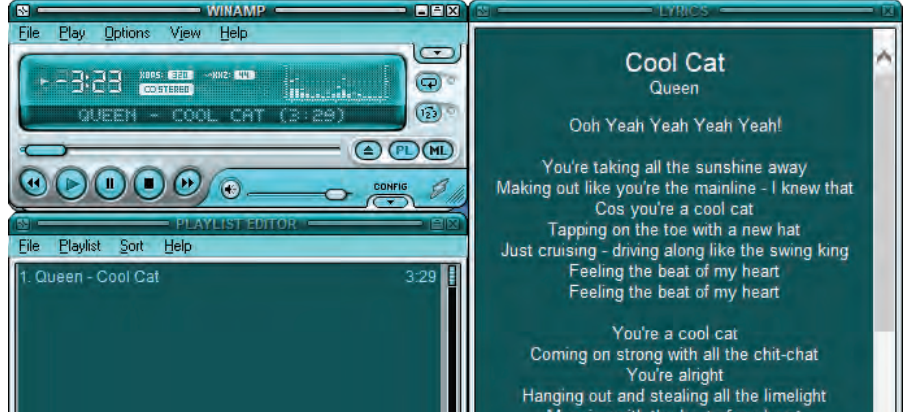 WINAMP
File Play Options View Help
-3:23 KBPS: 320 KHZ: 44
STEREO
QUEEN - COOL CAT (3:29)
PL ML
CONFIG
PLAYLIST EDITOR
File Playlist Sort Help
1. Queen - Cool Cat 3:29
LYRICS
Cool Cat
Queen
Ooh Yeah Yeah Yeah Yeah!
You're taking all the sunshine away
Making out like you're the mainline - I knew that
Cos you're a cool cat
Tapping on the toe with a new hat
Just cruising - driving along like the swing king
Feeling the beat of my heart
Feeling the beat of my heart
You're a cool cat
Coming on strong with all the chit-chat
You're alright
Hanging out and stealing all the limelight